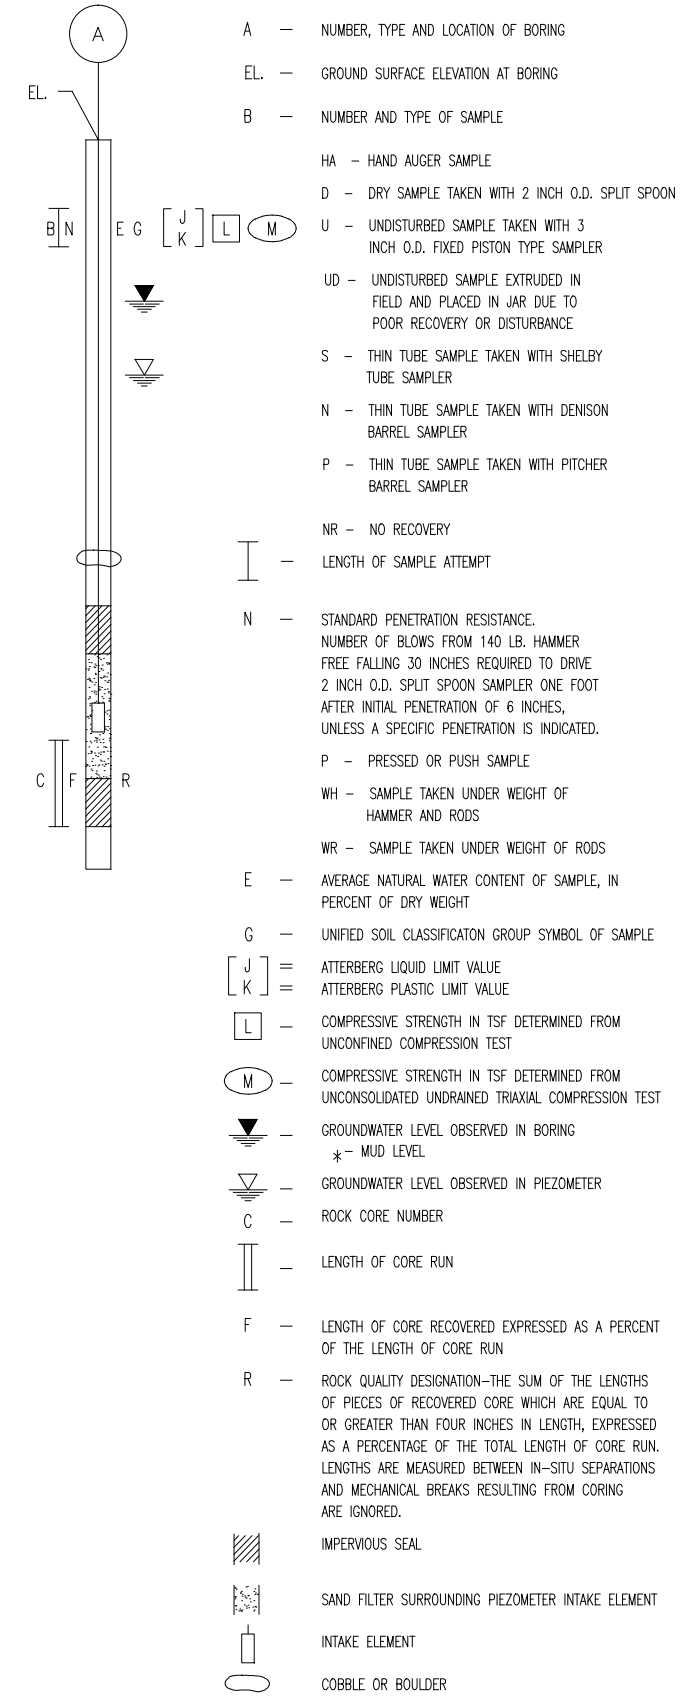 A
EL.
B N E G J K L M
C F R
A — NUMBER, TYPE AND LOCATION OF BORING
EL. — GROUND SURFACE ELEVATION AT BORING
B — NUMBER AND TYPE OF SAMPLE
HA – HAND AUGER SAMPLE
D – DRY SAMPLE TAKEN WITH 2 INCH O.D. SPLIT SPOON
U – UNDISTURBED SAMPLE TAKEN WITH 3
INCH O.D. FIXED PISTON TYPE SAMPLER
UD – UNDISTURBED SAMPLE EXTRUDED IN
FIELD AND PLACED IN JAR DUE TO
POOR RECOVERY OR DISTURBANCE
S – THIN TUBE SAMPLE TAKEN WITH SHELBY
TUBE SAMPLER
N – THIN TUBE SAMPLE TAKEN WITH DENISON
BARREL SAMPLER
P – THIN TUBE SAMPLE TAKEN WITH PITCHER
BARREL SAMPLER
NR – NO RECOVERY
— LENGTH OF SAMPLE ATTEMPT
N — STANDARD PENETRATION RESISTANCE.
NUMBER OF BLOWS FROM 140 LB. HAMMER
FREE FALLING 30 INCHES REQUIRED TO DRIVE
2 INCH O.D. SPLIT SPOON SAMPLER ONE FOOT
AFTER INITIAL PENETRATION OF 6 INCHES,
UNLESS A SPECIFIC PENETRATION IS INDICATED.
P – PRESSED OR PUSH SAMPLE
WH – SAMPLE TAKEN UNDER WEIGHT OF
HAMMER AND RODS
WR – SAMPLE TAKEN UNDER WEIGHT OF RODS
E — AVERAGE NATURAL WATER CONTENT OF SAMPLE, IN
PERCENT OF DRY WEIGHT
G — UNIFIED SOIL CLASSIFICATON GROUP SYMBOL OF SAMPLE
J = ATTERBERG LIQUID LIMIT VALUE
K = ATTERBERG PLASTIC LIMIT VALUE
L — COMPRESSIVE STRENGTH IN TSF DETERMINED FROM
UNCONFINED COMPRESSION TEST
M — COMPRESSIVE STRENGTH IN TSF DETERMINED FROM
UNCONSOLIDATED UNDRAINED TRIAXIAL COMPRESSION TEST
— GROUNDWATER LEVEL OBSERVED IN BORING
*– MUD LEVEL
— GROUNDWATER LEVEL OBSERVED IN PIEZOMETER
C — ROCK CORE NUMBER
— LENGTH OF CORE RUN
F — LENGTH OF CORE RECOVERED EXPRESSED AS A PERCENT
OF THE LENGTH OF CORE RUN
R — ROCK QUALITY DESIGNATION–THE SUM OF THE LENGTHS
OF PIECES OF RECOVERED CORE WHICH ARE EQUAL TO
OR GREATER THAN FOUR INCHES IN LENGTH, EXPRESSED
AS A PERCENTAGE OF THE TOTAL LENGTH OF CORE RUN.
LENGTHS ARE MEASURED BETWEEN IN–SITU SEPARATIONS
AND MECHANICAL BREAKS RESULTING FROM CORING
ARE IGNORED.
IMPERVIOUS SEAL
SAND FILTER SURROUNDING PIEZOMETER INTAKE ELEMENT
INTAKE ELEMENT
COBBLE OR BOULDER